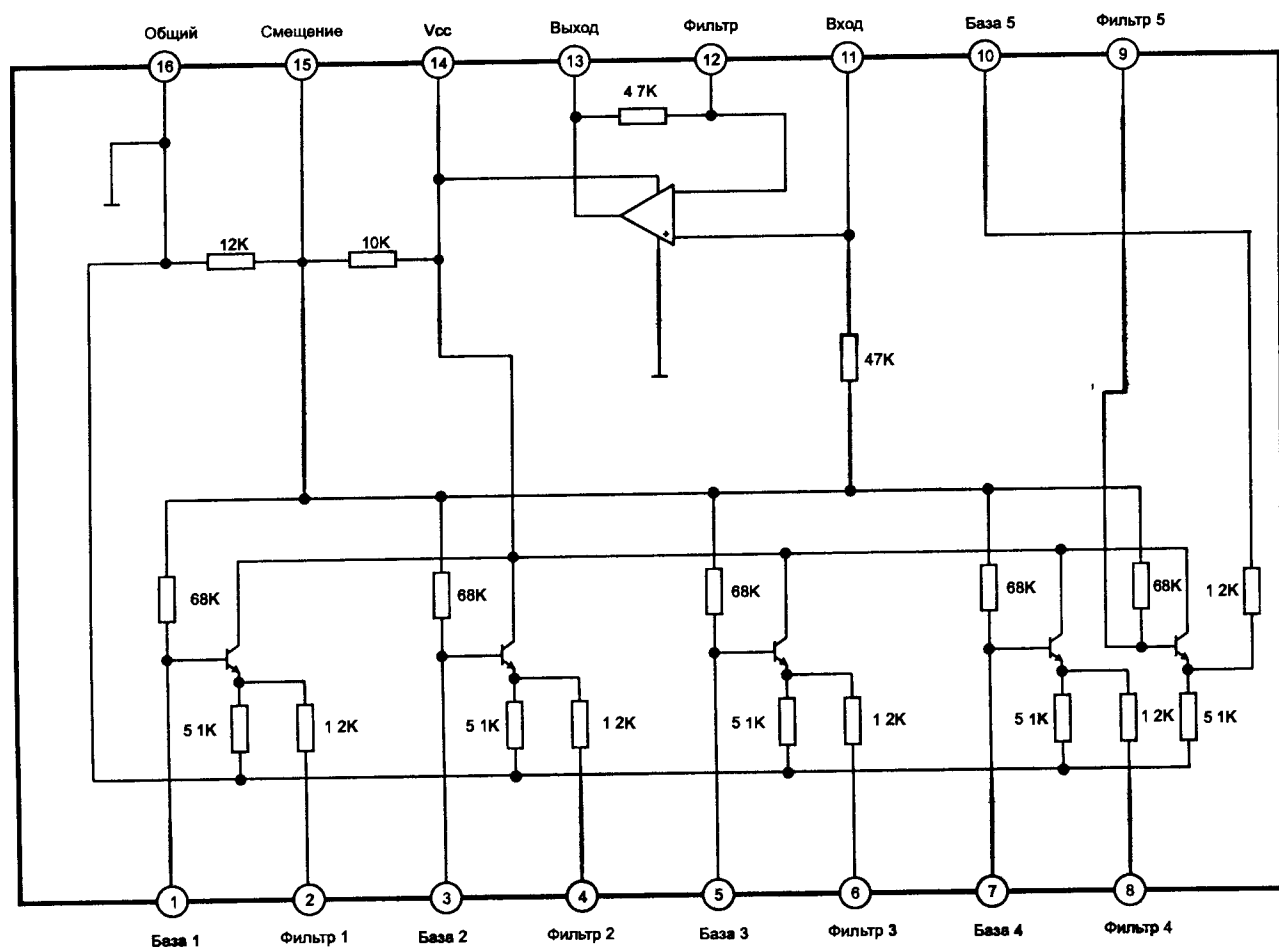 Общий
Смещение
Vcc
Выход
Фильтр
Вход
База 5
Фильтр 5
16
15
14
13
12
11
10
9
4 7K
12K
10K
47K
68K
68K
68K
68K
68K
1 2K
5 1K
1 2K
5 1K
1 2K
5 1K
1 2K
5 1K
1 2K
5 1K
1
2
3
4
5
6
7
8
База 1
Фильтр 1
База 2
Фильтр 2
База 3
Фильтр 3
База 4
Фильтр 4